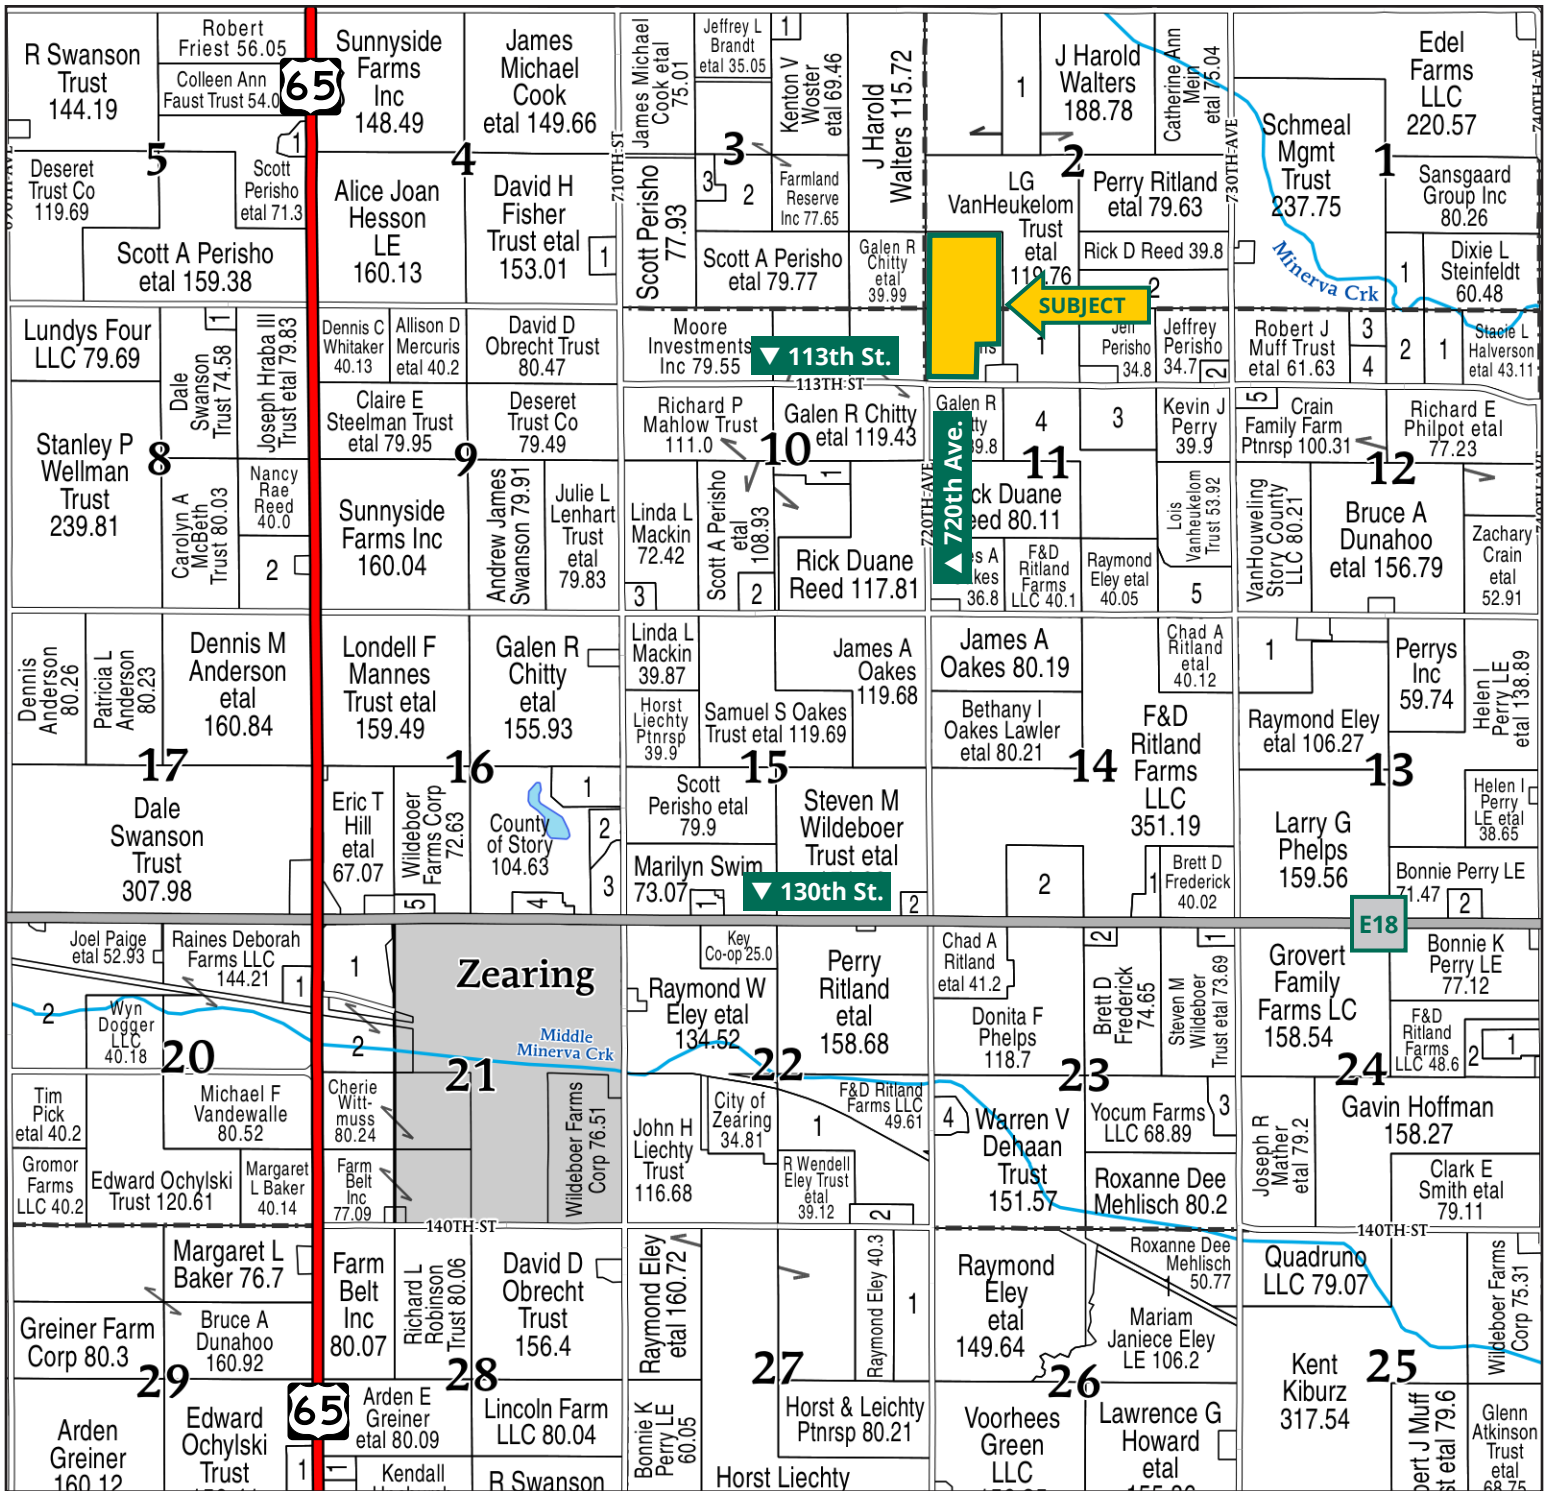 R Swanson
Trust
144.19
Robert
Friest 56.05
Colleen Ann
Faust Trust 54.0
65
Sunnyside
Farms
Inc
148.49
James
Michael
Cook
etal 149.66
710TH-ST
James Michael
Cook etal
75.01
Jeffrey L
Brandt
etal 35.05
1
Kenton V
Woster
etal 69.46
J Harold
Walters 115.72
1
J Harold
Walters
188.78
Catherine Ann
Mein
etal 75.04
730TH-AVE
Schmeal
Mgmt
Trust
237.75
Edel
Farms
LLC
220.57
740TH-AVE
1
5
4
3
2
1
Deseret
Trust Co
119.69
Scott
Perisho
etal 71.3
Scott A Perisho
etal 159.38
Alice Joan
Hesson
LE
160.13
David H
Fisher
Trust etal
153.01
1
Scott Perisho
77.93
3
2
Farmland
Reserve
Inc 77.65
Scott A Perisho
etal 79.77
Galen R
Chitty
etal
39.99
LG
VanHeukelom
Trust
etal
119.76
Perry Ritland
etal 79.63
Rick D Reed 39.8
2
SUBJECT
Minerva Crk
Sansgaard
Group Inc
80.26
1
Dixie L
Steinfeldt
60.48
Lundys Four
LLC 79.69
1
Dale
Swanson
Trust 74.58
Joseph Hraba III
Trust etal 79.83
Dennis C
Whitaker
40.13
Allison D
Mercuris
etal 40.2
David D
Obrecht Trust
80.47
Moore
Investments
Inc 79.55
▼ 113th St.
113TH ST
1
Perisho
34.8
Jeffrey
Perisho
34.7
2
Robert J
Muff Trust
etal 61.63
3
4
2
1
Stacie L
Halverson
etal 43.11
Stanley P
Wellman
Trust
239.81
Claire E
Steelman Trust
etal 79.95
Deseret
Trust Co
79.49
Richard P
Mahlow Trust
111.0
Galen R Chitty
etal 119.43
Galen R
▲ 720th Ave.
720TH-AVE
4
3
Kevin J
Perry
39.9
5
Crain
Family Farm
Ptnrsp 100.31
Richard E
Philpot etal
77.23
8
9
10
11
12
Carolyn A
McBeth
Trust 80.03
Nancy
Rae
Reed
40.0
2
Sunnyside
Farms Inc
160.04
Andrew James
Swanson 79.91
Julie L
Lenhart
Trust
etal
79.83
Linda L
Mackin
72.42
3
Scott A Perisho
etal
108.93
2
1
Rick Duane
Reed 117.81
Duane
80.11
36.8
F&D
Ritland
Farms
LLC 40.1
Raymond
Eley etal
40.05
Lois
Vanheukelom
Trust 53.92
5
VanHouweling
Story County
LLC 80.21
Bruce A
Dunahoo
etal 156.79
Zachary
Crain
etal
52.91
Dennis
Anderson
80.26
Patricia L
Anderson
80.23
Dennis M
Anderson
etal
160.84
Londell F
Mannes
Trust etal
159.49
Galen R
Chitty
etal
155.93
Linda L
Mackin
39.87
Horst
Liechty
Ptnrsp
39.9
James A
Oakes
119.68
Samuel S Oakes
Trust etal 119.69
James A
Oakes 80.19
Bethany I
Oakes Lawler
etal 80.21
Chad A
Ritland
etal
40.12
F&D
Ritland
Farms
LLC
351.19
1
Raymond Eley
etal 106.27
Perrys
Inc
59.74
Helen I
Perry LE
etal 138.89
17
16
15
14
13
Dale
Swanson
Trust
307.98
Eric T
Hill
etal
67.07
Wildeboer
Farms Corp
72.63
5
County
of Story
104.63
4
1
2
3
Scott
Perisho etal
79.9
Marilyn Swim
73.07
1
Steven M
Wildeboer
Trust etal
▼ 130th St.
2
2
1
Brett D
Frederick
40.02
Larry G
Phelps
159.56
Helen I
Perry
LE etal
38.65
Bonnie Perry LE
71.47
2
E18
Joel Paige
etal 52.93
Raines Deborah
Farms LLC
144.21
1
1
Zearing
Key
Co-op 25.0
Raymond W
Eley etal
134.52
Perry
Ritland
etal
158.68
Chad A
Ritland
etal 41.2
Donita F
Phelps
118.7
2
Brett D
Frederick
74.65
1
Steven M
Wildeboer
Trust etal 73.69
Grovert
Family
Farms LC
158.54
Bonnie K
Perry LE
77.12
F&D
Ritland
Farms
LLC 48.6
2
1
2
Wyn
Dogger
LLC
40.18
2
Middle
Minerva Crk
20
21
22
23
24
Tim
Pick
etal 40.2
Michael F
Vandewalle
80.52
Cherie
Witt-
muss
80.24
Gromor
Farms
LLC 40.2
Edward Ochylski
Trust 120.61
Margaret
L Baker
40.14
Farm
Belt
Inc
77.09
Wildeboer Farms
Corp 76.51
John H
Liechty
Trust
116.68
City of
Zearing
34.81
1
F&D Ritland
Farms LLC
49.61
R Wendell
Eley Trust
etal
39.12
2
4
Warren V
Dehaan
Trust
151.57
Yocum Farms
LLC 68.89
3
Roxanne Dee
Mehlisch 80.2
Joseph R
Mather
etal 79.2
Gavin Hoffman
158.27
Clark E
Smith etal
79.11
140TH-ST
140TH-ST
Margaret L
Baker 76.7
Greiner Farm
Corp 80.3
Bruce A
Dunahoo
160.92
Farm
Belt
Inc
80.07
Richard L
Robinson
Trust 80.06
David D
Obrecht
Trust
156.4
Raymond Eley
etal 160.72
Raymond Eley 40.3
1
Raymond
Eley
etal
149.64
Roxanne Dee
Mehlisch
50.77
1
Mariam
Janiece Eley
LE 106.2
Quadruno
LLC 79.07
Wildeboer Farms
Corp 75.31
29
28
27
26
25
65
Arden
Greiner
160.12
Edward
Ochylski
Trust
1
Arden E
Greiner
etal 80.09
1
Kendall
Lincoln Farm
LLC 80.04
R Swanson
Bonnie K
Perry LE
60.05
Horst & Leichty
Ptnrsp 80.21
Horst Liechty
Voorhees
Green
LLC
Lawrence G
Howard
etal
Kent
Kiburz
317.54
J Muff
etal 79.6
Glenn
Atkinson
Trust
etal
68.75